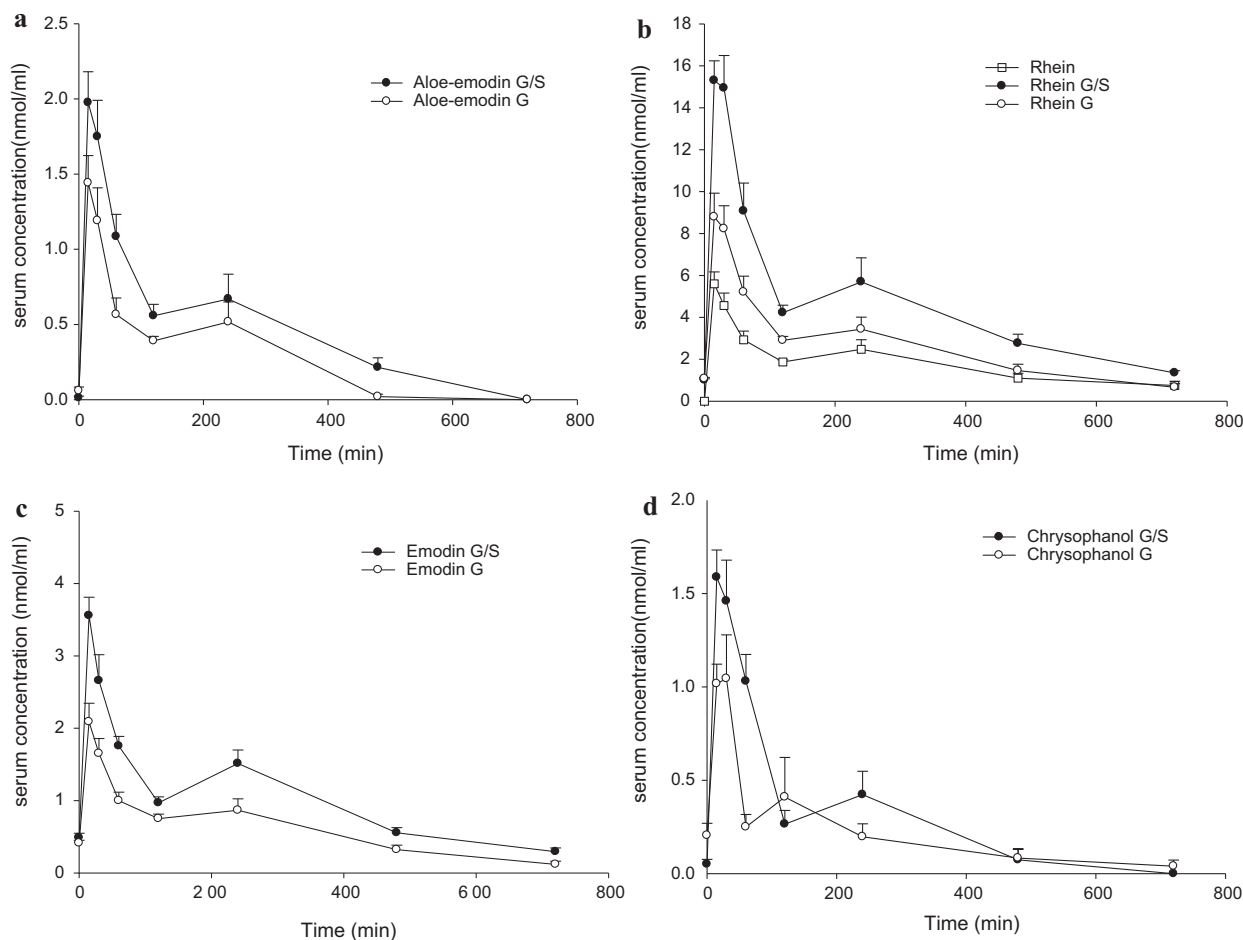 a
2.5
2.0
1.5
1.0
0.5
0.0
serum concentration(nmol/ml)
Aloe-emodin G/S
Aloe-emodin G
0 200 400 600 800
Time (min)
b
18
16
14
12
10
8
6
4
2
0
serum concentration (nmol/ml)
Rhein
Rhein G/S
Rhein G
0 200 400 600 800
Time (min)
c
5
4
3
2
1
0
serum concentration (nmol/ml)
Emodin G/S
Emodin G
0 200 400 600 800
Time (min)
d
2.0
1.5
1.0
0.5
0.0
serum concentration(nmol/ml)
Chrysophanol G/S
Chrysophanol G
0 200 400 600 800
Time (min)